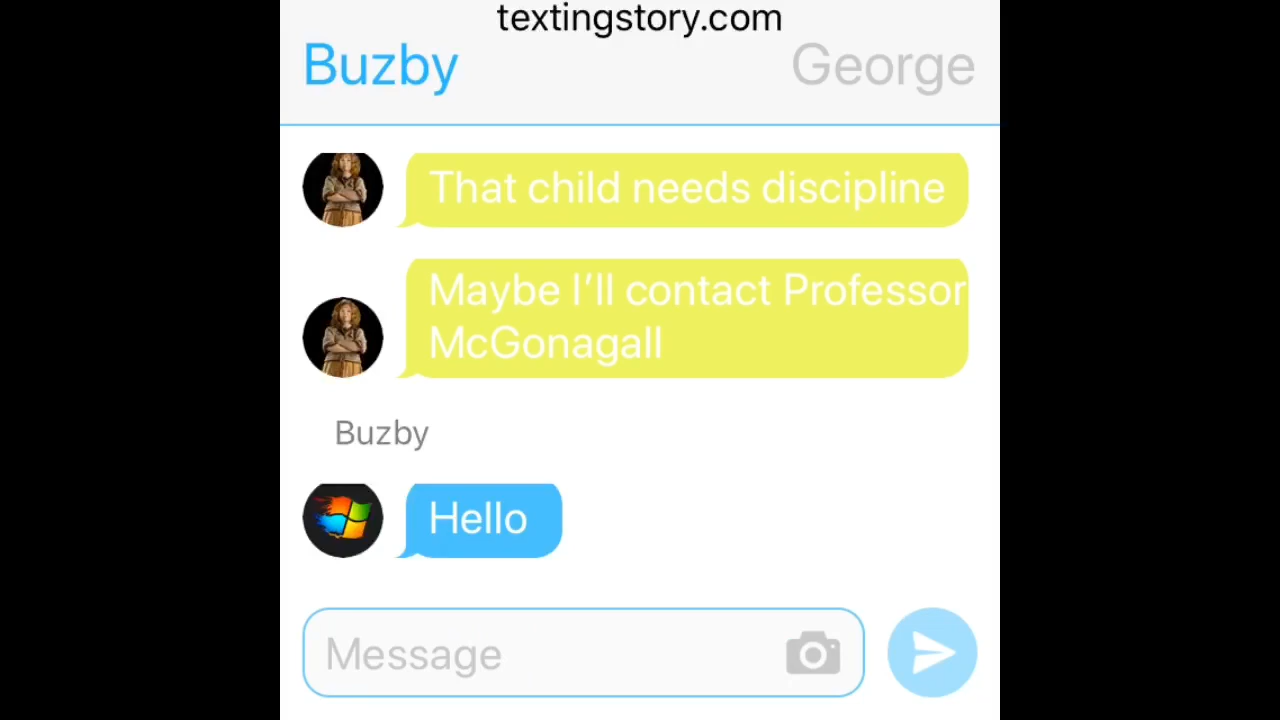 textingstory.com
Buzby
George
That child needs discipline
Maybe I’ll contact Professor
McGonagall
Buzby
Hello
Message